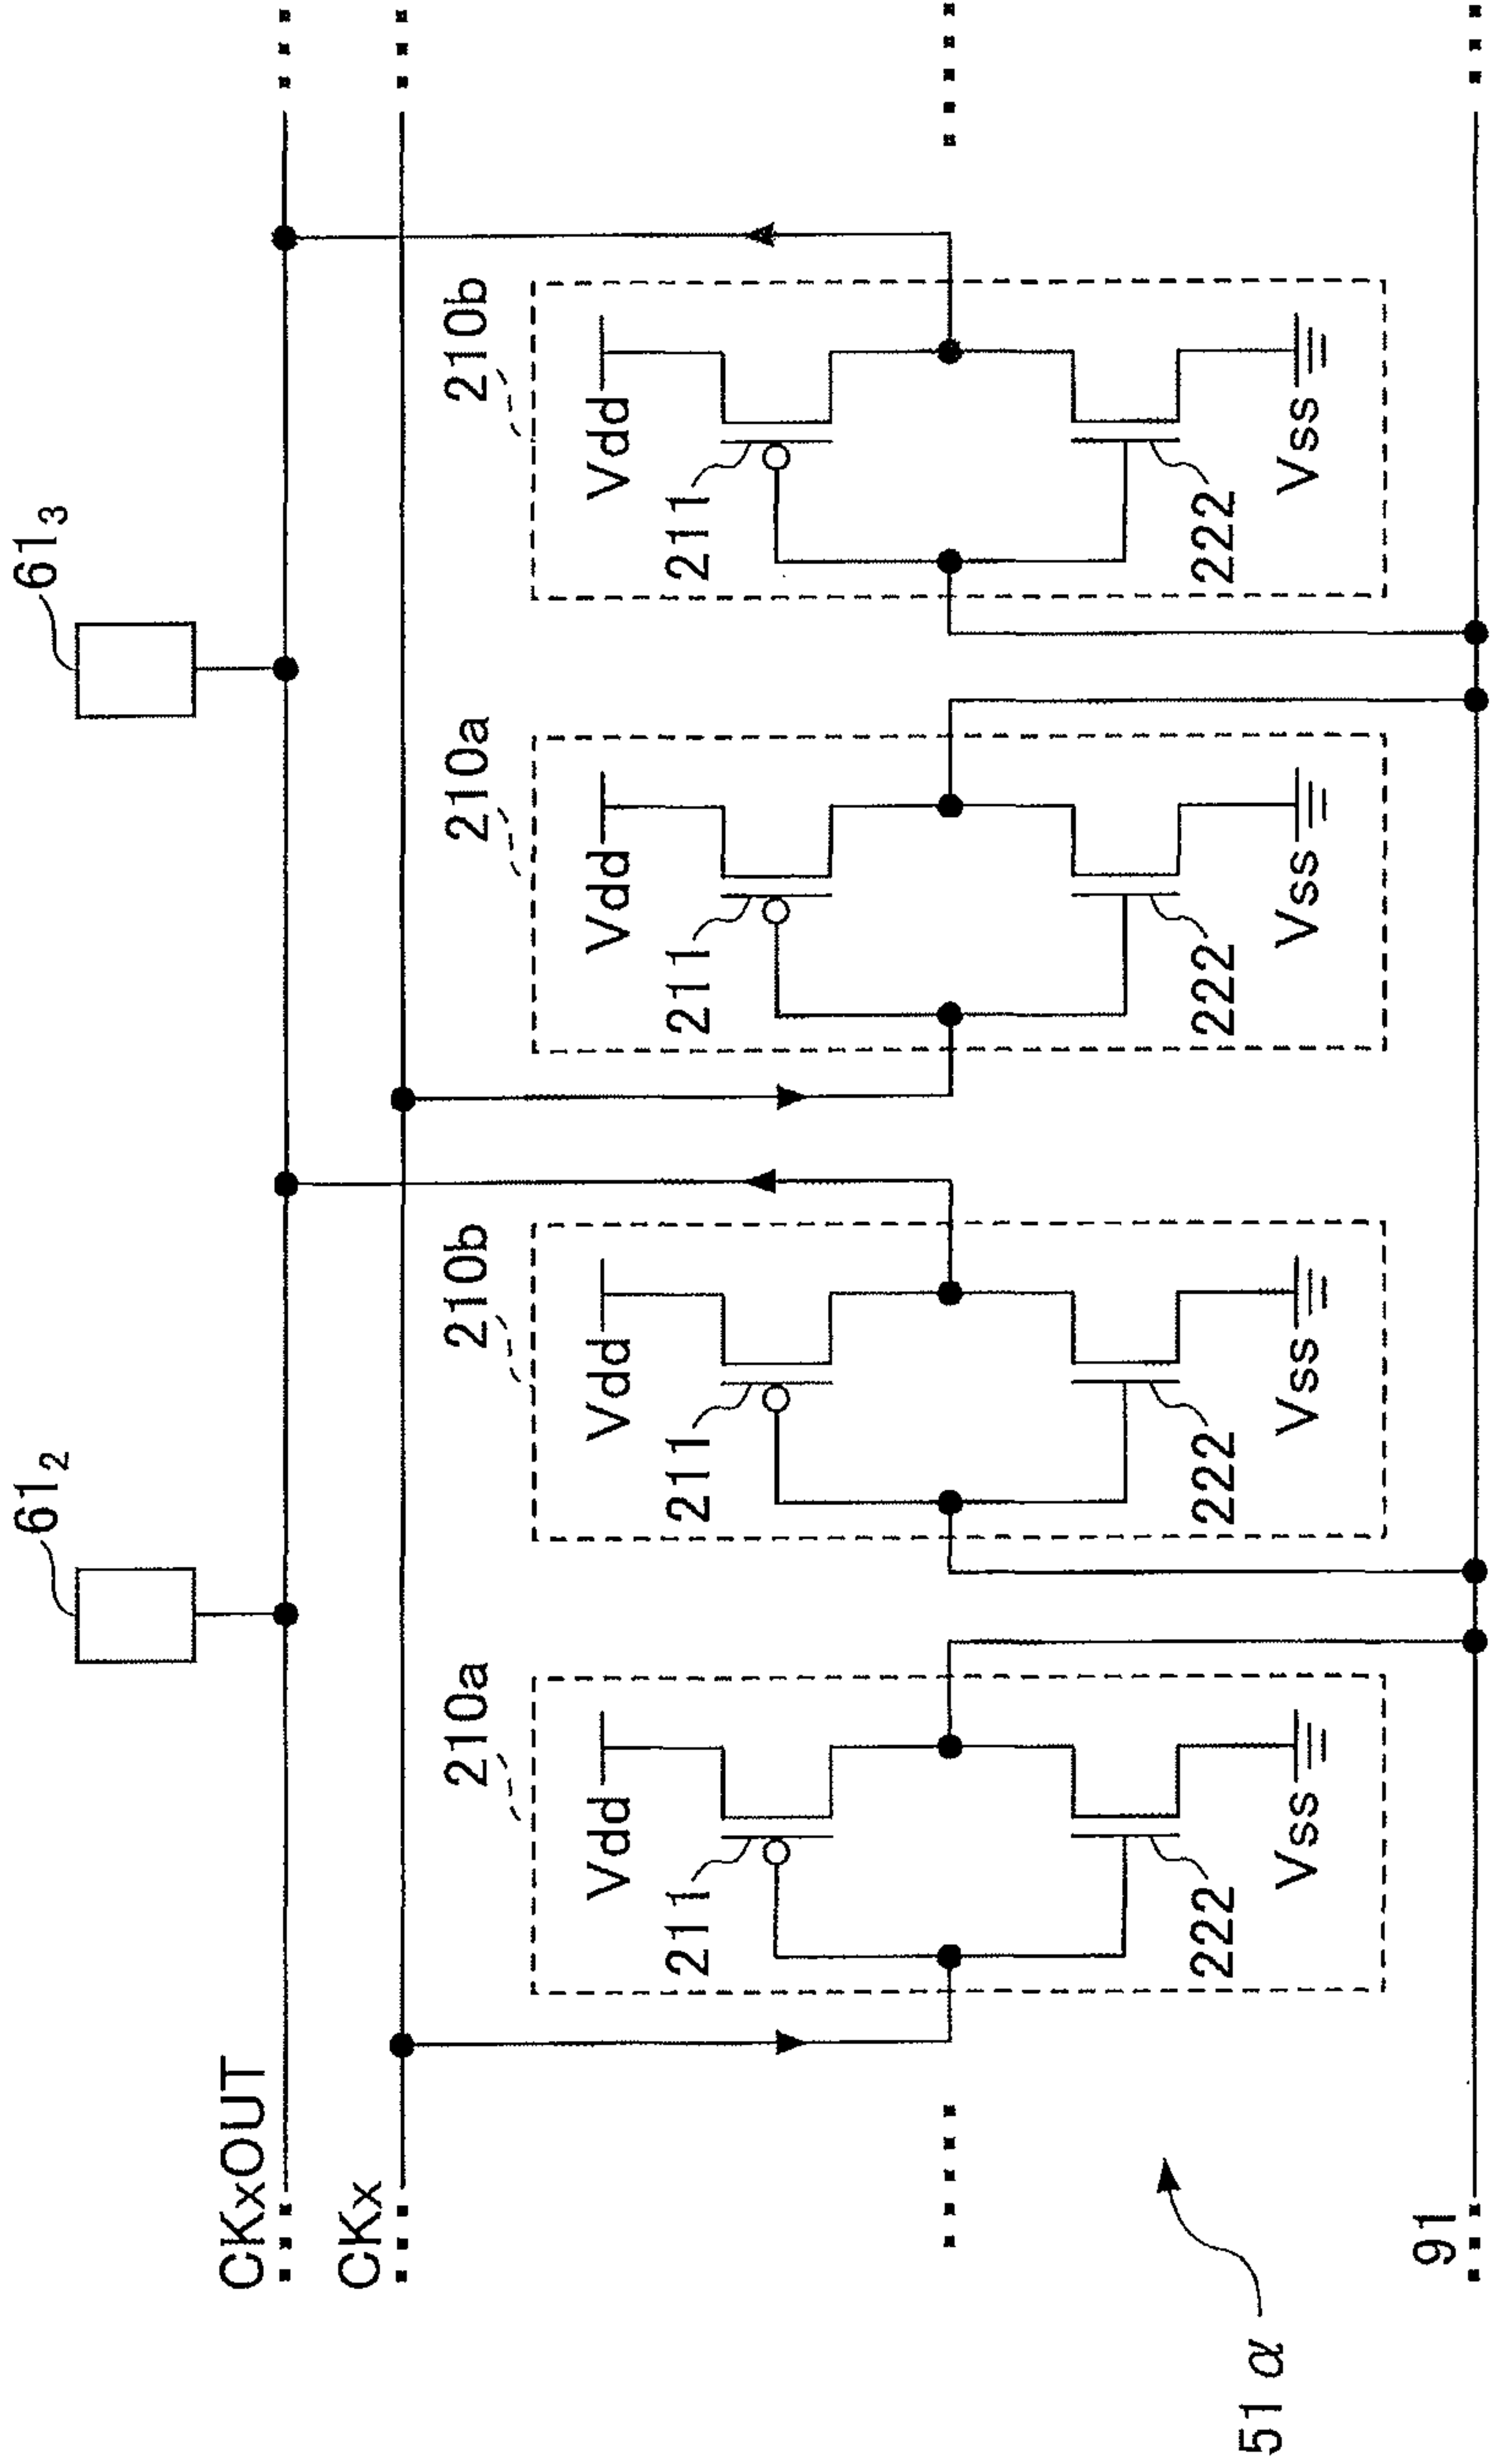 61₂
61₃
CKxOUT
CKx
210a
210b
210a
210b
Vdd
Vdd
Vdd
Vdd
211
211
211
211
222
222
222
222
Vss
Vss
Vss
Vss
91
51α